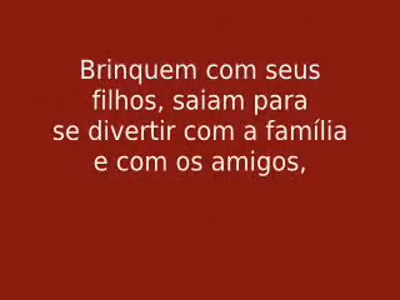 Brinquem com seus
filhos, saiam para
se divertir com a família
e com os amigos,